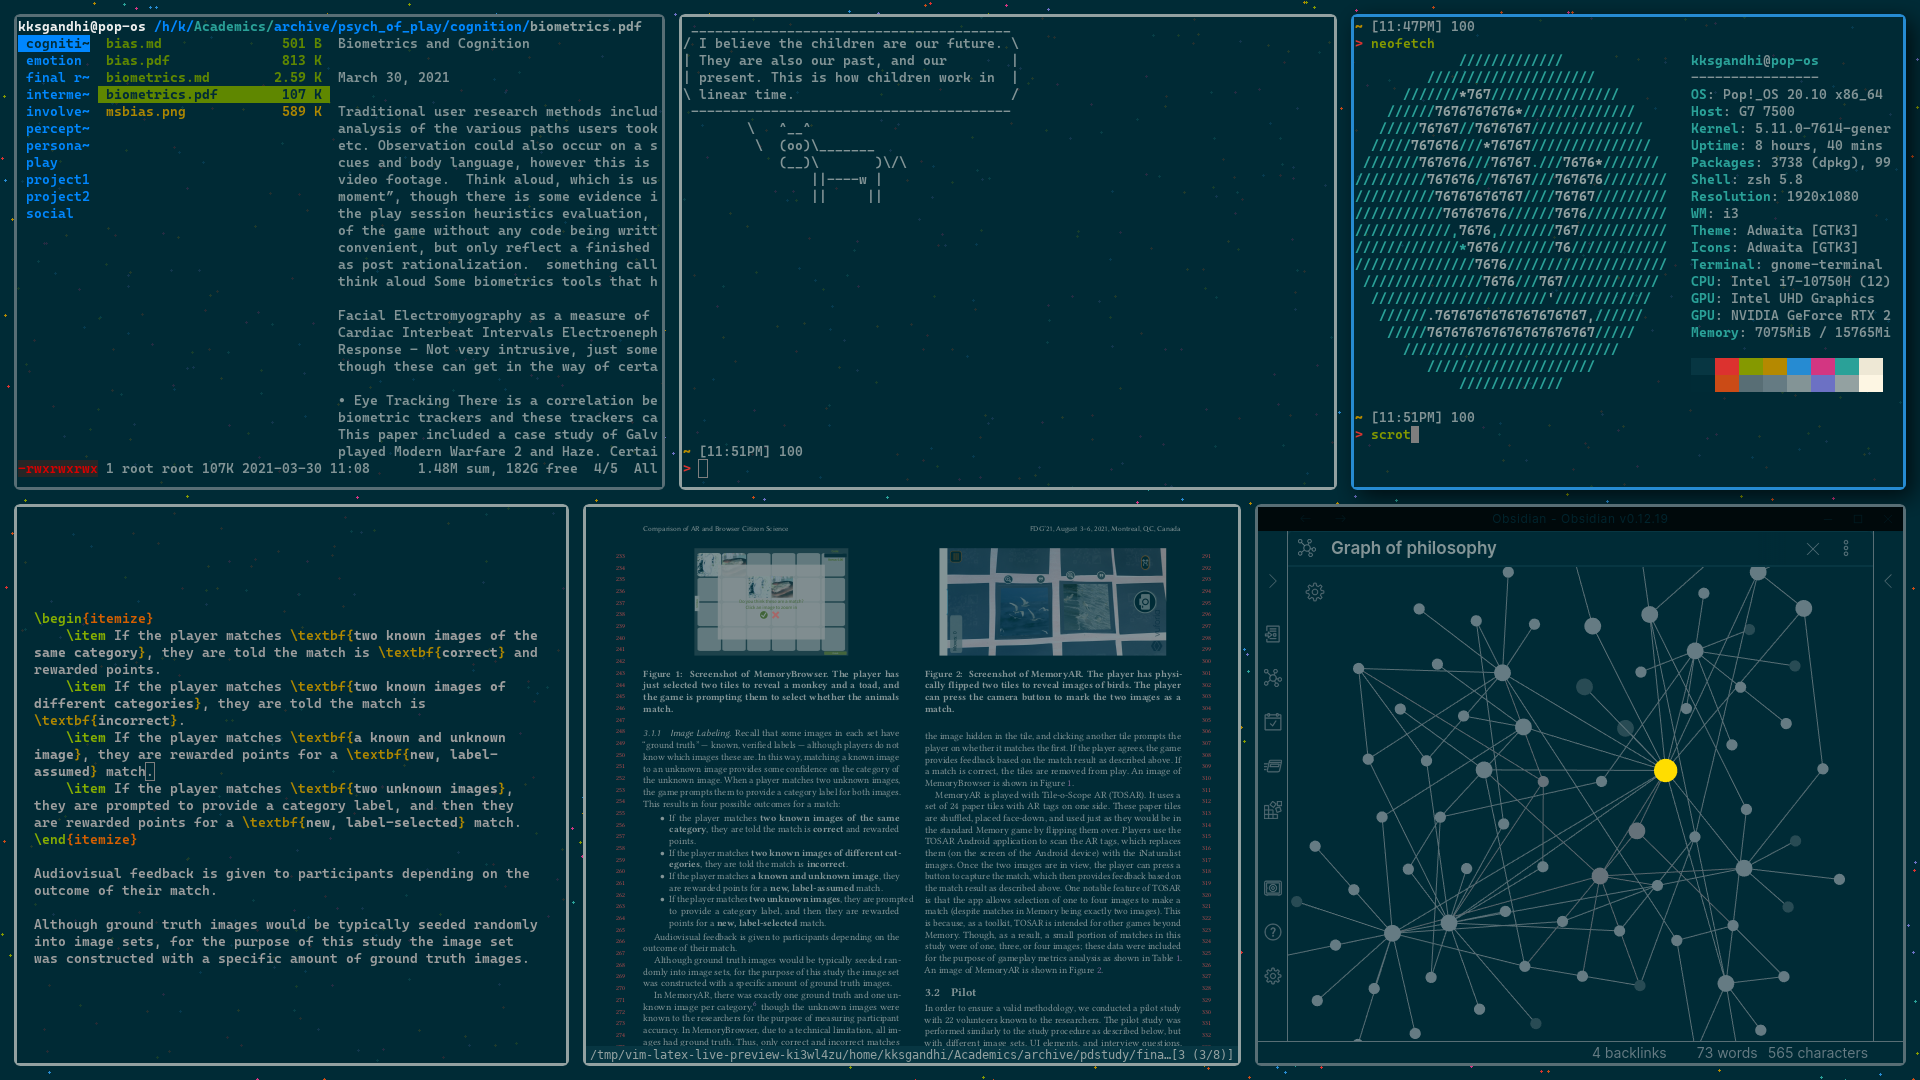 kksgandhi@pop-os /h/k/Academics/archive/psych_of_play/cognition/biometrics.pdf
cogniti~ bias.md 501 B Biometrics and Cognition
emotion bias.pdf 813 K
final r~ biometrics.md 2.59 K March 30, 2021
interme~ biometrics.pdf 107 K
involve~ msbias.png 589 K Traditional user research methods includ
percept~ analysis of the various paths users took
persona~ etc. Observation could also occur on a s
play cues and body language, however this is
project1 video footage.  Think aloud, which is us
project2 moment”, though there is some evidence i
social the play session heuristics evaluation,
of the game without any code being writt
convenient, but only reflect a finished
as post rationalization.  something call
think aloud Some biometrics tools that h
Facial Electromyography as a measure of
Cardiac Interbeat Intervals Electroeneph
Response – Not very intrusive, just some
though these can get in the way of certa
• Eye Tracking There is a correlation be
biometric trackers and these trackers ca
This paper included a case study of Galv
played Modern Warfare 2 and Haze. Certai
-rwxrwxrwx 1 root root 107K 2021-03-30 11:08 1.48M sum, 182G free 4/5 All
/ I believe the children are our future. \
| They are also our past, and our |
| present. This is how children work in |
\ linear time. /
\ ^__^
\ (oo)\_______
(__)\ )\/\
||----w |
|| ||
~ [11:51PM] 100
>
~ [11:47PM] 100
> neofetch
kksgandhi@pop-os
----------------
OS: Pop!_OS 20.10 x86_64
Host: G7 7500
Kernel: 5.11.0-7614-gener
Uptime: 8 hours, 40 mins
Packages: 3738 (dpkg), 99
Shell: zsh 5.8
Resolution: 1920x1080
WM: i3
Theme: Adwaita [GTK3]
Icons: Adwaita [GTK3]
Terminal: gnome-terminal
CPU: Intel i7-10750H (12)
GPU: Intel UHD Graphics
GPU: NVIDIA GeForce RTX 2
Memory: 7075MiB / 15765Mi
~ [11:51PM] 100
> scrot
\begin{itemize}
\item If the player matches \textbf{two known images of the
same category}, they are told the match is \textbf{correct} and
rewarded points.
\item If the player matches \textbf{two known images of
different categories}, they are told the match is
\textbf{incorrect}.
\item If the player matches \textbf{a known and unknown
image}, they are rewarded points for a \textbf{new, label-
assumed} match.
\item If the player matches \textbf{two unknown images},
they are prompted to provide a category label, and then they
are rewarded points for a \textbf{new, label-selected} match.
\end{itemize}
Audiovisual feedback is given to participants depending on the
outcome of their match.
Although ground truth images would be typically seeded randomly
into image sets, for the purpose of this study the image set
was constructed with a specific amount of ground truth images.
Comparison of AR and Browser Citizen Science
FDG'21, August 3–6, 2021, Montreal, QC, Canada
Figure 1: Screenshot of MemoryBrowser. The player has
just selected two tiles to reveal a monkey and a toad, and
the game is prompting them to select whether the animals
match.
3.1.1 Image Labeling. Recall that some images in each set have
"ground truth" — known, verified labels — although players do not
know which images these are. In this way, matching a known image
to an unknown image provides some confidence on the category of
the unknown image. When a player matches two unknown images,
the game prompts them to provide a category label for both images.
This results in four possible outcomes for a match:
• If the player matches two known images of the same
category, they are told the match is correct and rewarded
points.
• If the player matches two known images of different cat-
egories, they are told the match is incorrect.
• If the player matches a known and unknown image, they
are rewarded points for a new, label-assumed match.
• If the player matches two unknown images, they are prompted
to provide a category label, and then they are rewarded
points for a new, label-selected match.
Audiovisual feedback is given to participants depending on the
outcome of their match.
Although ground truth images would be typically seeded ran-
domly into image sets, for the purpose of this study the image set
was constructed with a specific amount of ground truth images.
In MemoryAR, there was exactly one ground truth and one un-
known image per category,⁶ though the unknown images were
known to the researchers for the purpose of measuring participant
accuracy. In MemoryBrowser, due to a technical limitation, all im-
ages had ground truth. Thus, only correct and incorrect matches
Figure 2: Screenshot of MemoryAR. The player has physi-
cally flipped two tiles to reveal images of birds. The player
can press the camera button to mark the two images as a
match.
the image hidden in the tile, and clicking another tile prompts the
player on whether it matches the first. If the player agrees, the game
provides feedback based on the match result as described above. If
a match is correct, the tiles are removed from play. An image of
MemoryBrowser is shown in Figure 1.
MemoryAR is played with Tile-o-Scope AR (TOSAR). It uses a
set of 24 paper tiles with AR tags on one side. These paper tiles
are shuffled, placed face-down, and used just as they would be in
the standard Memory game by flipping them over. Players use the
TOSAR Android application to scan the AR tags, which replaces
them (on the screen of the Android device) with the iNaturalist
images. Once the two images are in view, the player can press a
button to capture the match, which then provides feedback based on
the match result as described above. One notable feature of TOSAR
is that the app allows selection of one to four images to make a
match (despite matches in Memory being exactly two images). This
is because, as a toolkit, TOSAR is intended for other games beyond
Memory. Though, as a result, a small portion of matches in this
study were of one, three, or four images; these data were included
for the purpose of gameplay metrics analysis as shown in Table 1.
An image of MemoryAR is shown in Figure 2.
3.2 Pilot
In order to ensure a valid methodology, we conducted a pilot study
with 22 volunteers known to the researchers. The pilot study was
performed similarly to the study procedure as described below, but
with different image sets, UI elements, and interview questions.
/tmp/vim-latex-live-preview-ki3wl4zu/home/kksgandhi/Academics/archive/pdstudy/fina…[3 (3/8)]
Obsidian - Obsidian v0.12.19
Graph of philosophy
4 backlinks 73 words 565 characters